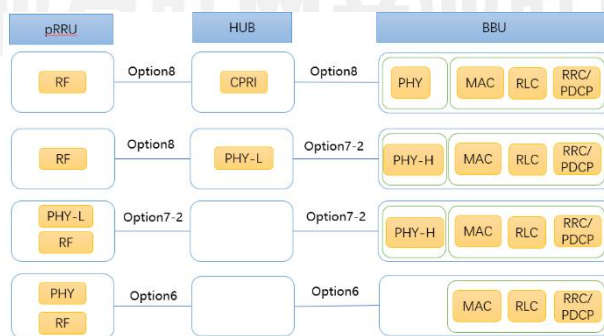 pRRU HUB BBU
RF Option8 CPRI Option8 PHY MAC RLC RRC/
PDCP
RF Option8 PHY-L Option7-2 PHY-H MAC RLC RRC/
PDCP
PHY-L Option7-2 Option7-2 PHY-H MAC RLC RRC/
RF PDCP
PHY Option6 Option6 MAC RLC RRC/
RF PDCP